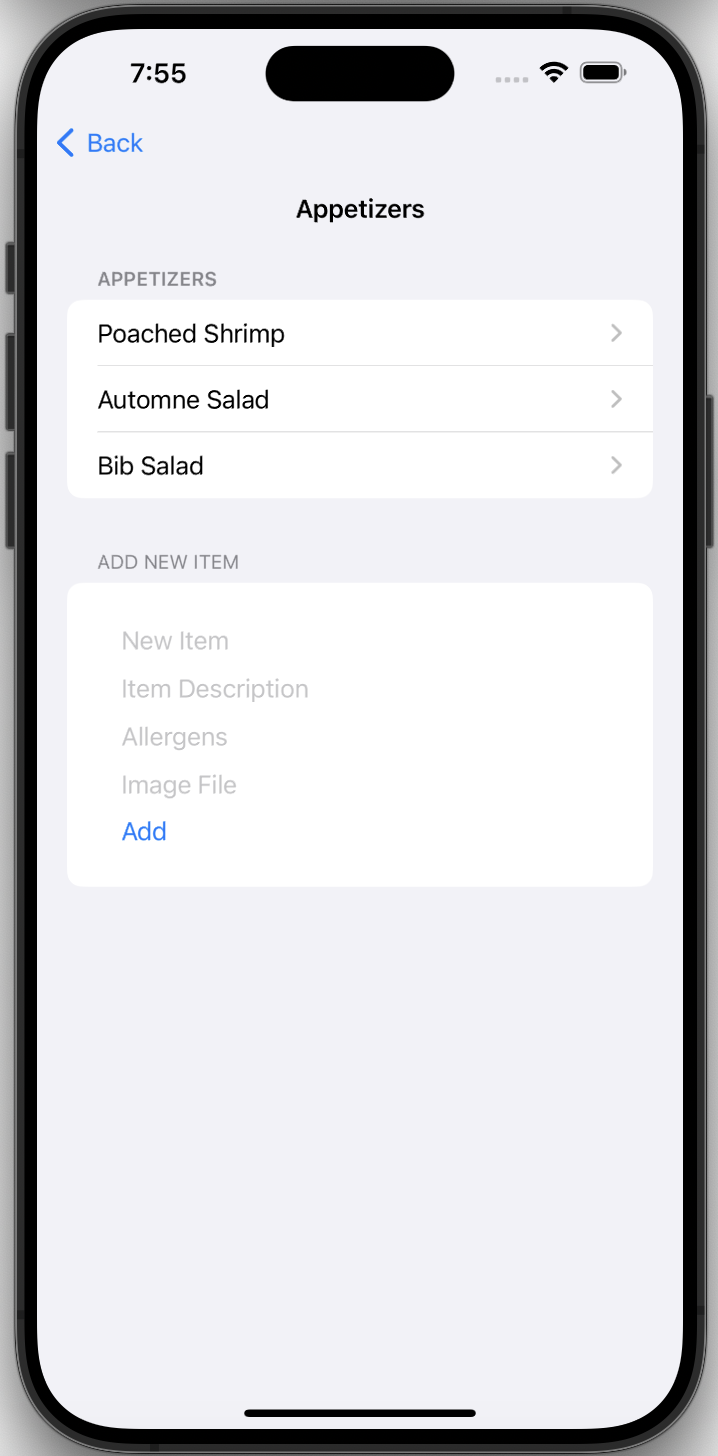 7:55
Back
Appetizers
APPETIZERS
Poached Shrimp
Automne Salad
Bib Salad
ADD NEW ITEM
New Item
Item Description
Allergens
Image File
Add